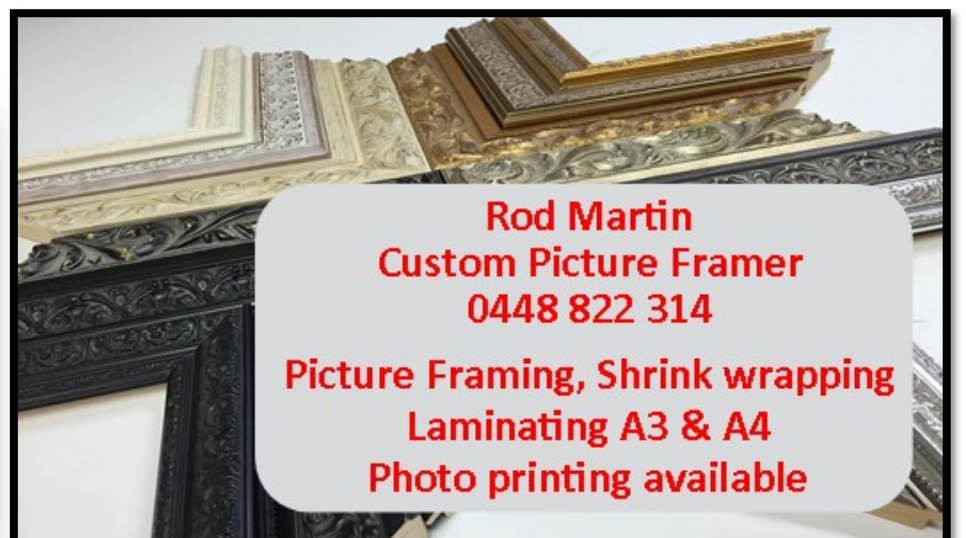 Rod Martin
Custom Picture Framer
0448 822 314
Picture Framing, Shrink wrapping
Laminating A3 & A4
Photo printing available